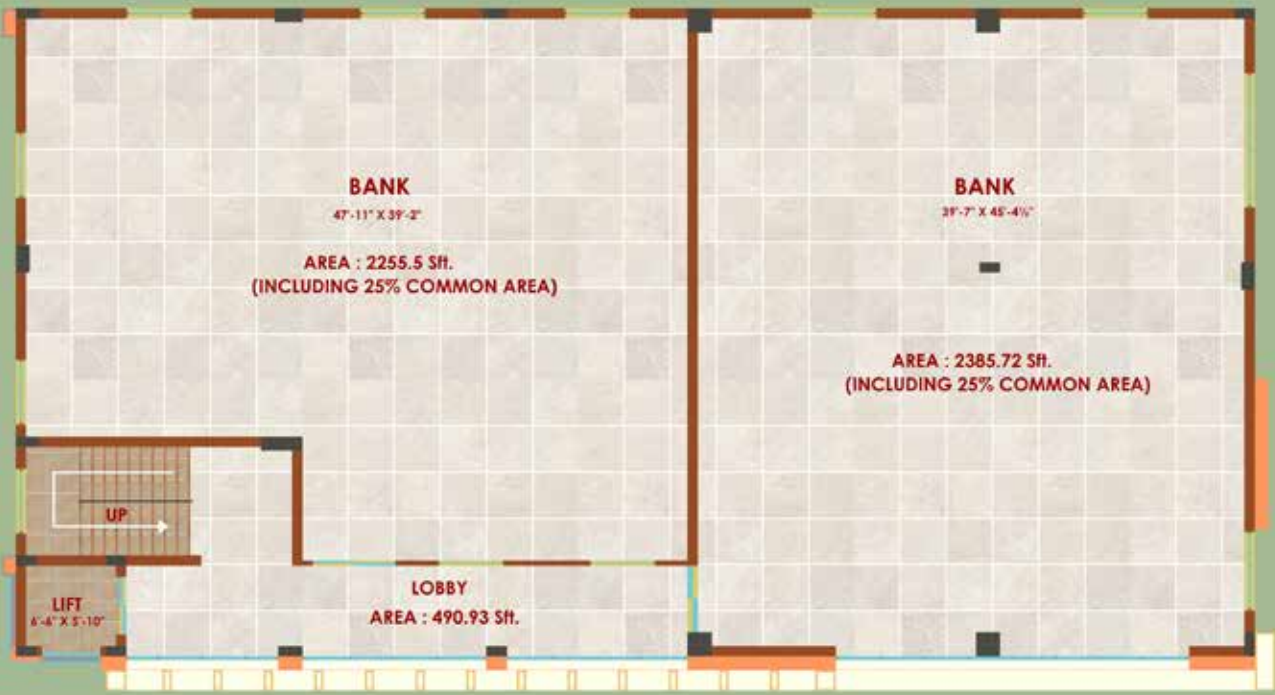 BANK
47'-11" X 39'-2"
AREA : 2255.5 Sft.
(INCLUDING 25% COMMON AREA)
BANK
39'-7" X 45'-4½"
AREA : 2385.72 Sft.
(INCLUDING 25% COMMON AREA)
UP
LIFT
6'-6" X 5'-10"
LOBBY
AREA : 490.93 Sft.